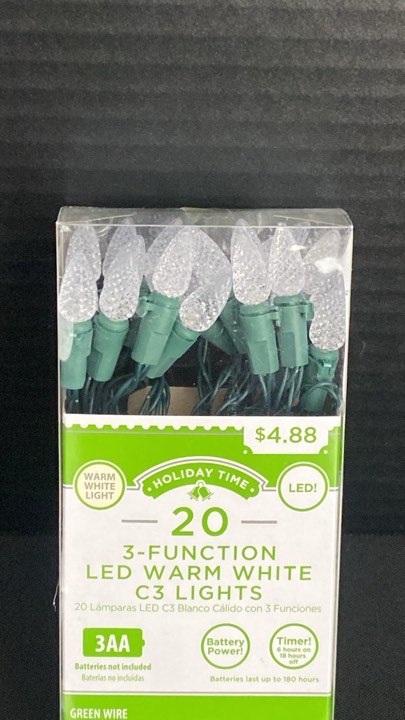 $4.88
WARM
WHITE
LIGHT
HOLIDAY TIME
LED!
20
3-FUNCTION
LED WARM WHITE
C3 LIGHTS
20 Lámparas LED C3 Blanco Cálido con 3 Funciones
3AA
Batteries not included
Baterías no incluídas
Battery
Power!
Timer!
6 hours on
18 hours
off
Batteries last up to 180 hours
GREEN WIRE